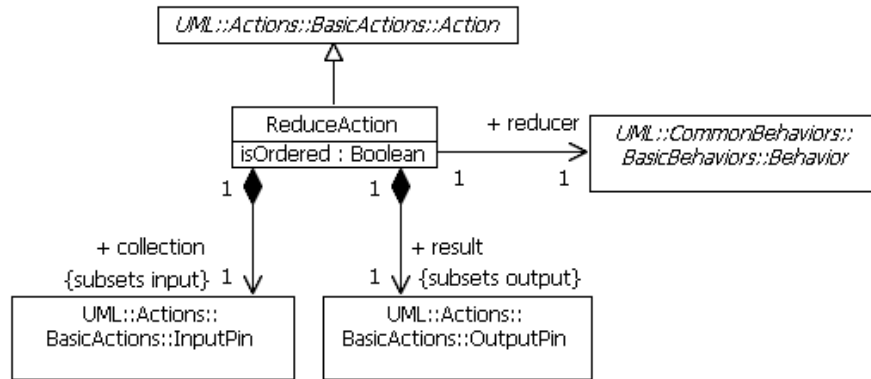 UML::Actions::BasicActions::Action
ReduceAction
isOrdered : Boolean
+ reducer
1
1
UML::CommonBehaviors::
BasicBehaviors::Behavior
1
1
+ collection
{subsets input}
1
+ result
1
{subsets output}
UML::Actions::
BasicActions::InputPin
UML::Actions::
BasicActions::OutputPin